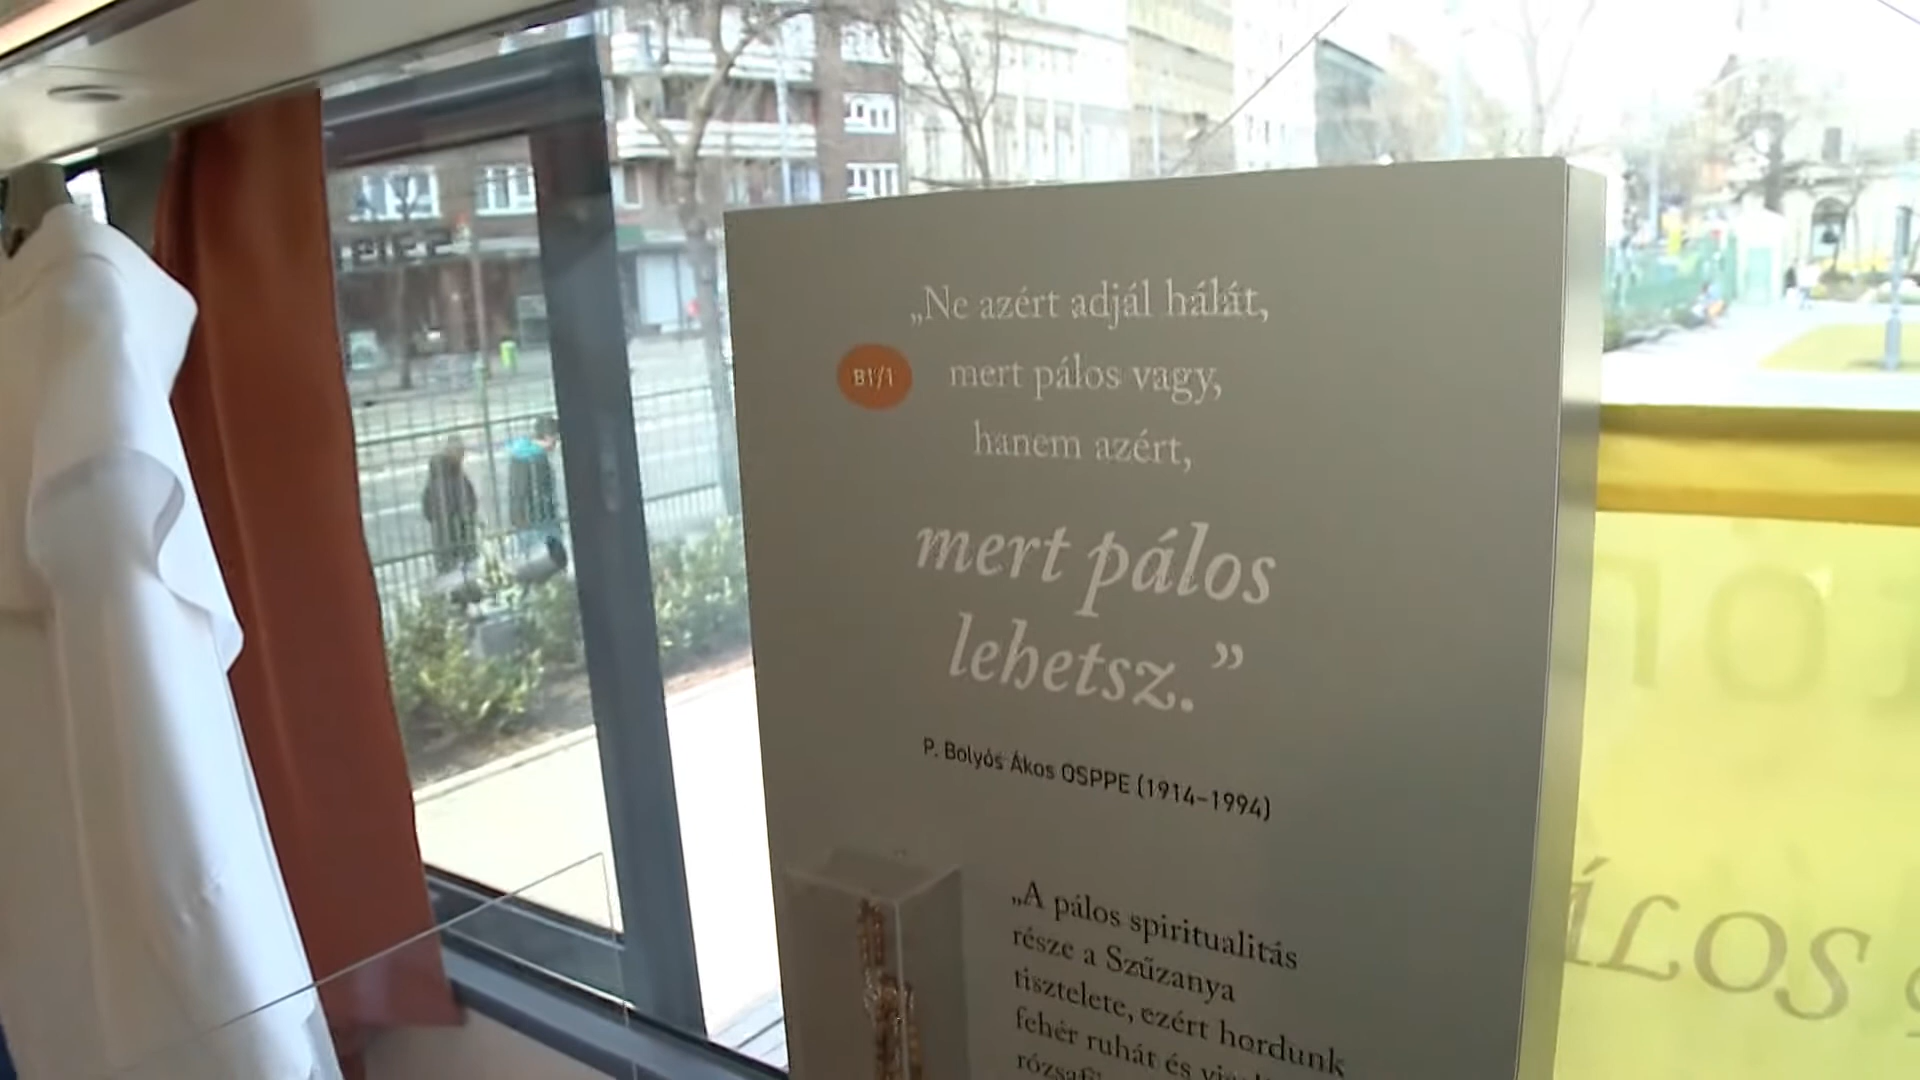 „Ne azért adjál hálát,
B1/1
mert pálos vagy,
hanem azért,
mert pálos
lehetsz.”
P. Bolyós Ákos OSPPE (1914–1994)
„A pálos spiritualitás
része a Szűzanya
tisztelete, ezért hordunk
fehér ruhát és
ÁLOS